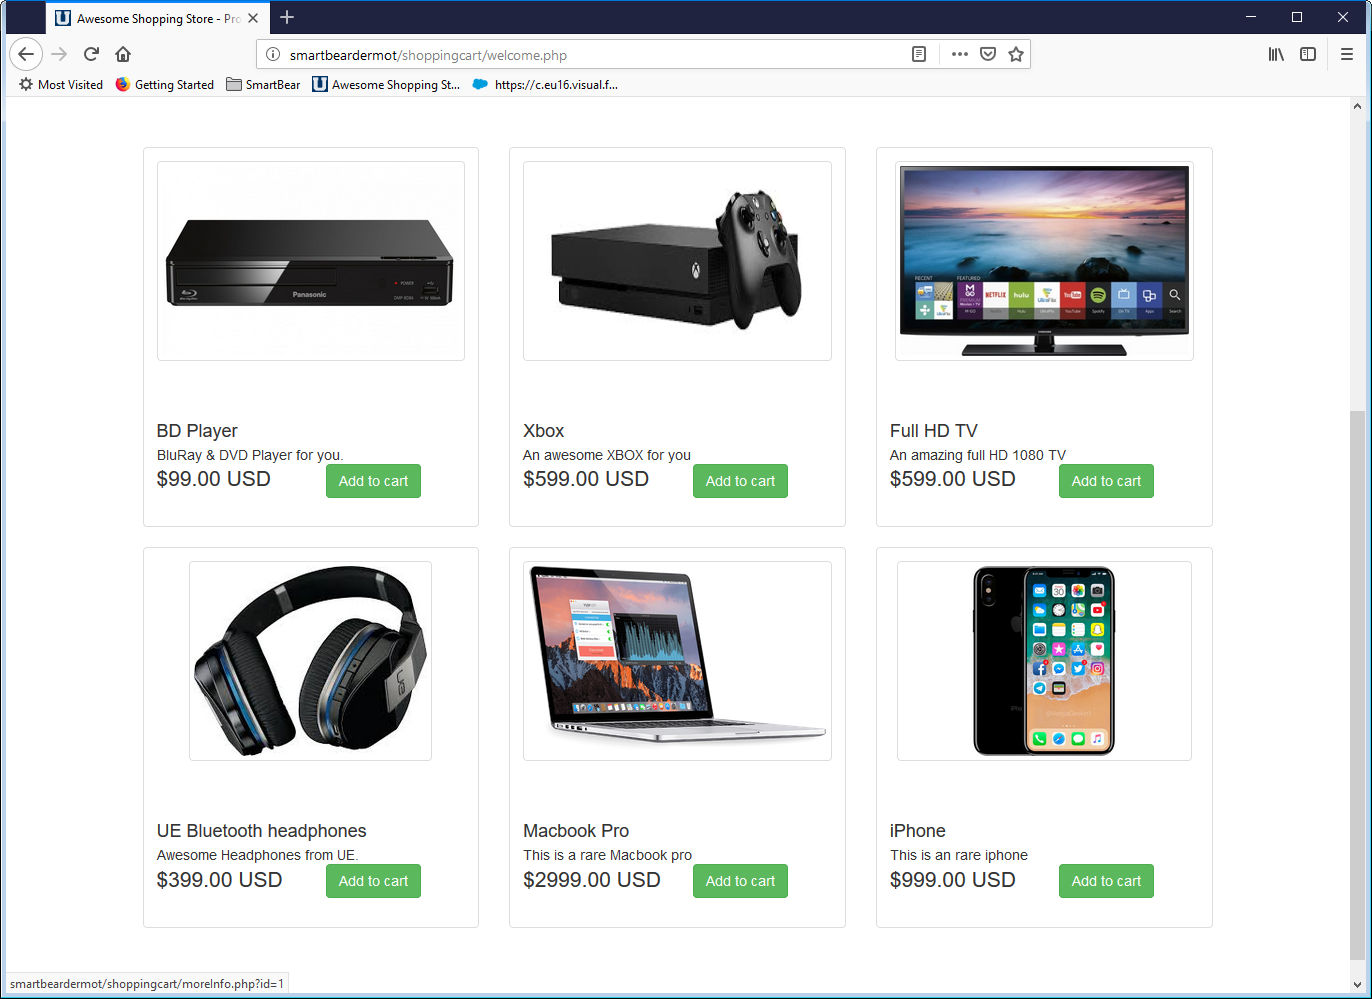 Awesome Shopping Store - Pro
smartbeardermot/shoppingcart/welcome.php
Most Visited
Getting Started
SmartBear
Awesome Shopping St...
https://c.eu16.visual.f...
Panasonic
RECENT
FEATURED
NETFLIX
hulu
YouTube
BD Player
BluRay & DVD Player for you.
$99.00 USD
Add to cart
Xbox
An awesome XBOX for you
$599.00 USD
Add to cart
Full HD TV
An amazing full HD 1080 TV
$599.00 USD
Add to cart
UE
UE Bluetooth headphones
Awesome Headphones from UE.
$399.00 USD
Add to cart
Macbook Pro
This is a rare Macbook pro
$2999.00 USD
Add to cart
iPhone
This is an rare iphone
$999.00 USD
Add to cart
smartbeardermot/shoppingcart/moreInfo.php?id=1